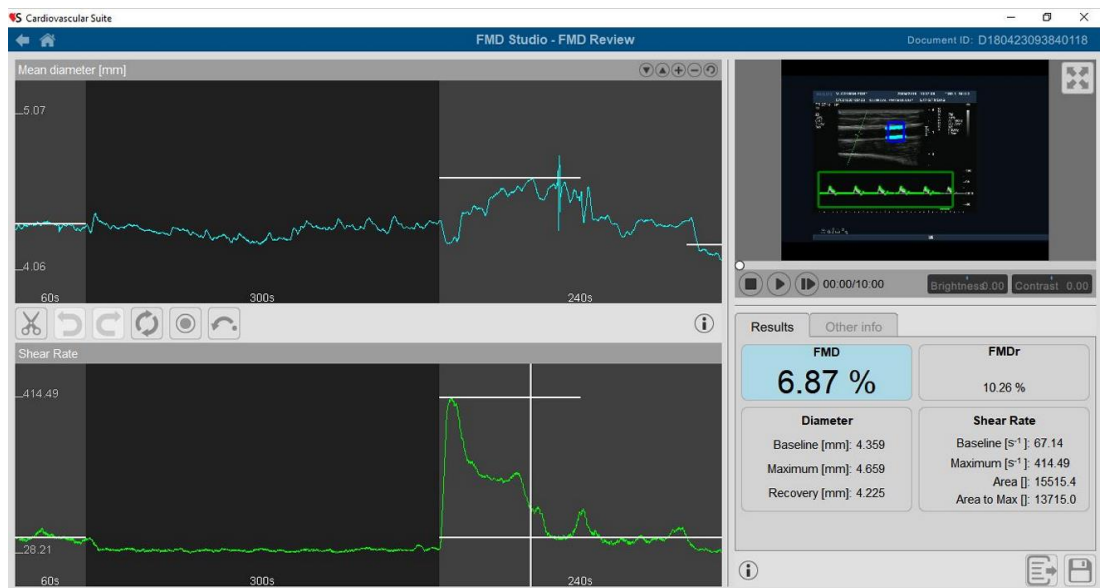 Cardiovascular Suite
FMD Studio - FMD Review
Document ID: D180423093840118
Mean diameter [mm]
5.07
4.06
60s
300s
240s
00:00/10:00
Brightness0.00
Contrast 0.00
Shear Rate
414.49
28.21
60s
300s
240s
Results
Other info
FMD
6.87 %
FMDr
10.26 %
Diameter
Baseline [mm]: 4.359
Maximum [mm]: 4.659
Recovery [mm]: 4.225
Shear Rate
Baseline [s-1]: 67.14
Maximum [s-1]: 414.49
Area []: 15515.4
Area to Max []: 13715.0